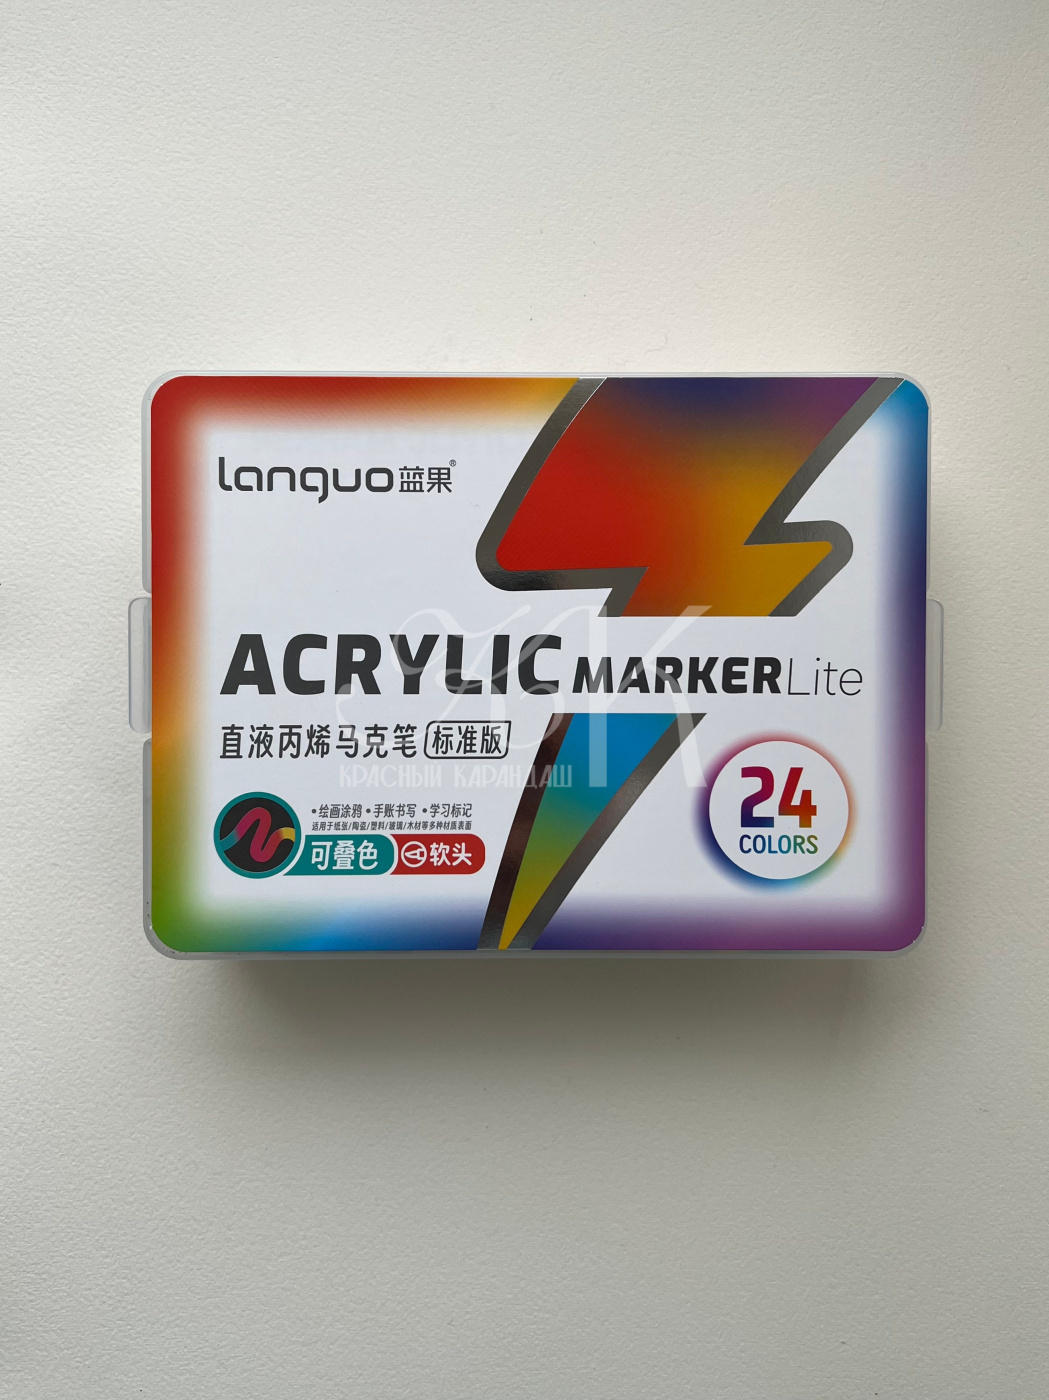 languo蓝果®
ACRYLIC MARKER Lite
直液丙烯马克笔 标准版
КРАСНЫЙ КАРАНДАШ
•绘画涂鸦 •手账书写 •学习标记
适用于纸张/陶瓷/塑料/玻璃/木材等多种材质表面
可叠色 软头
24
COLORS